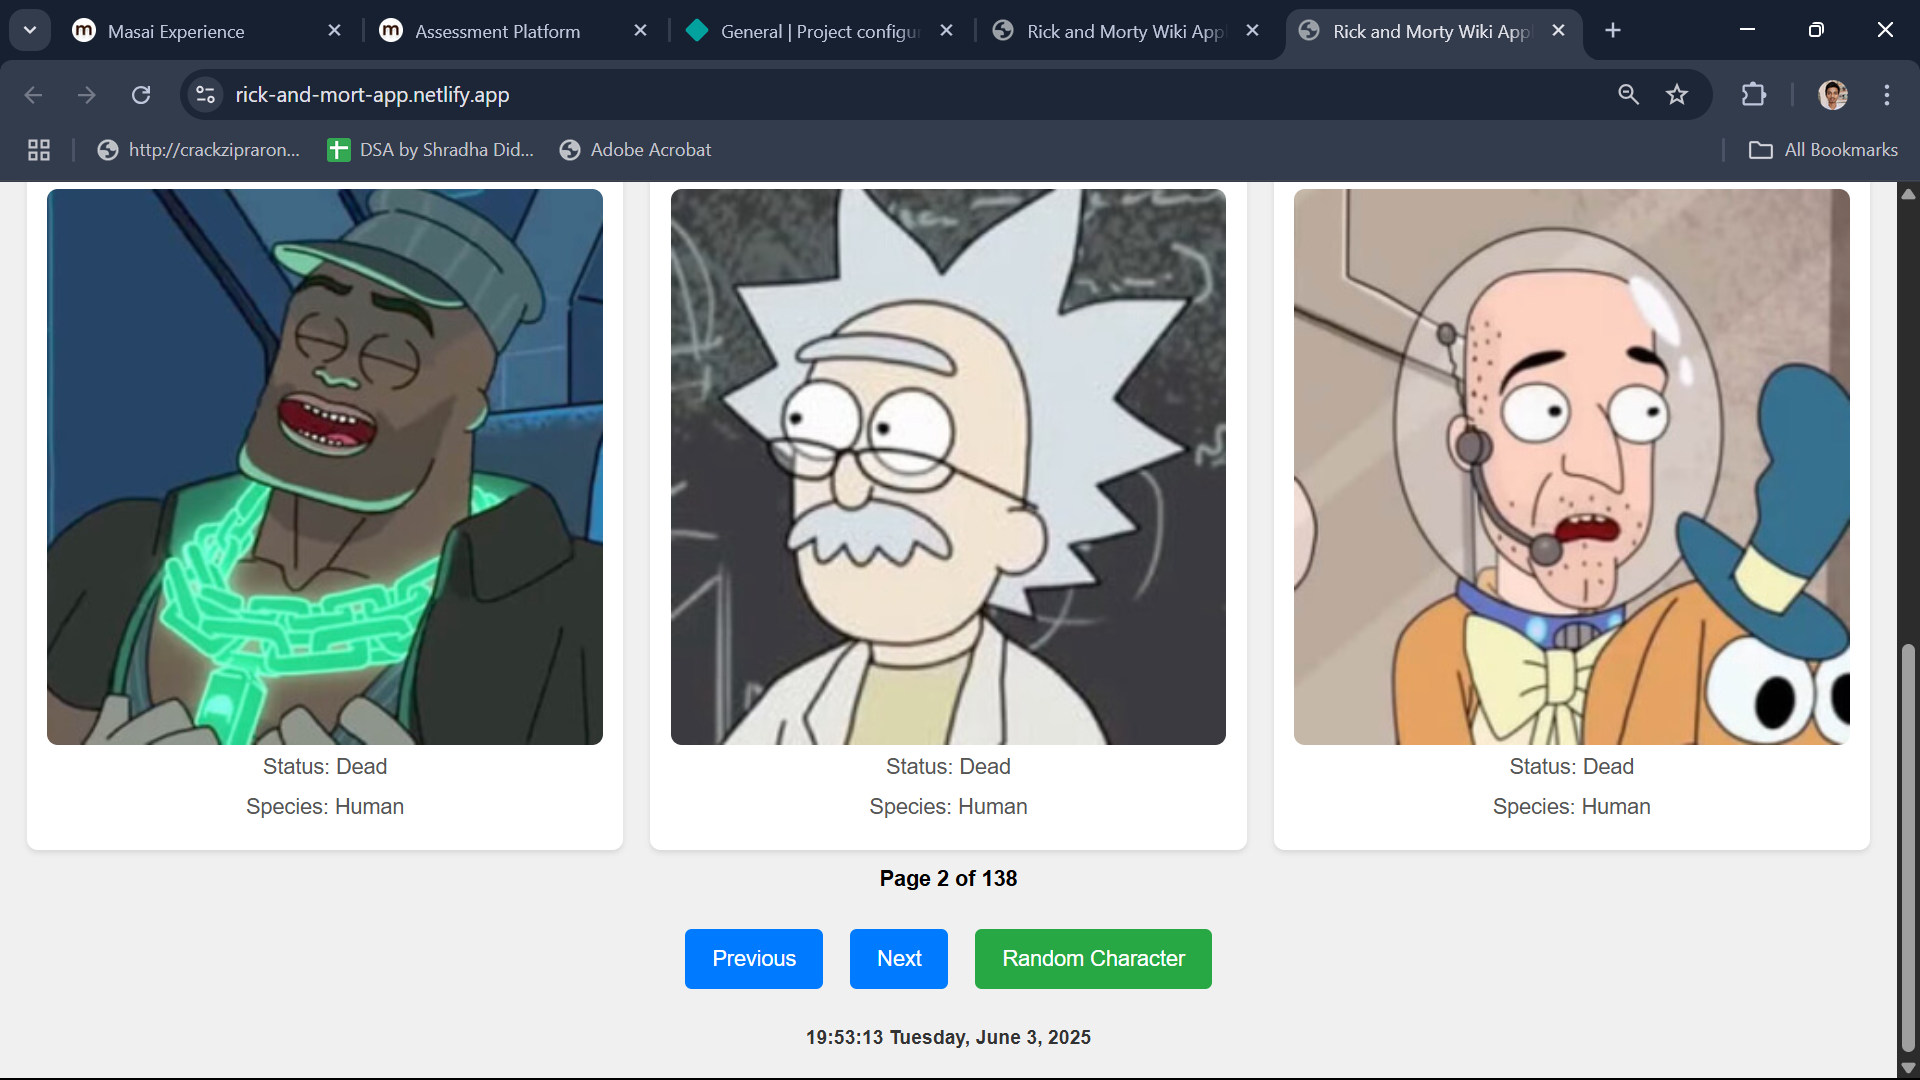 Masai Experience
Assessment Platform
General | Project configu
Rick and Morty Wiki App
Rick and Morty Wiki App
rick-and-mort-app.netlify.app
http://crackzipraron...
DSA by Shradha Did...
Adobe Acrobat
All Bookmarks
Status: Dead
Species: Human
Status: Dead
Species: Human
Status: Dead
Species: Human
Page 2 of 138
Previous
Next
Random Character
19:53:13 Tuesday, June 3, 2025